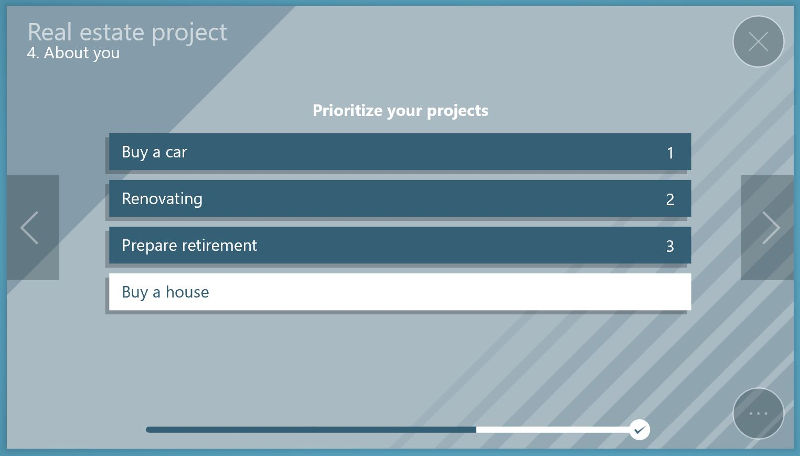 Real estate project
4. About you
Prioritize your projects
Buy a car 1
Renovating 2
Prepare retirement 3
Buy a house